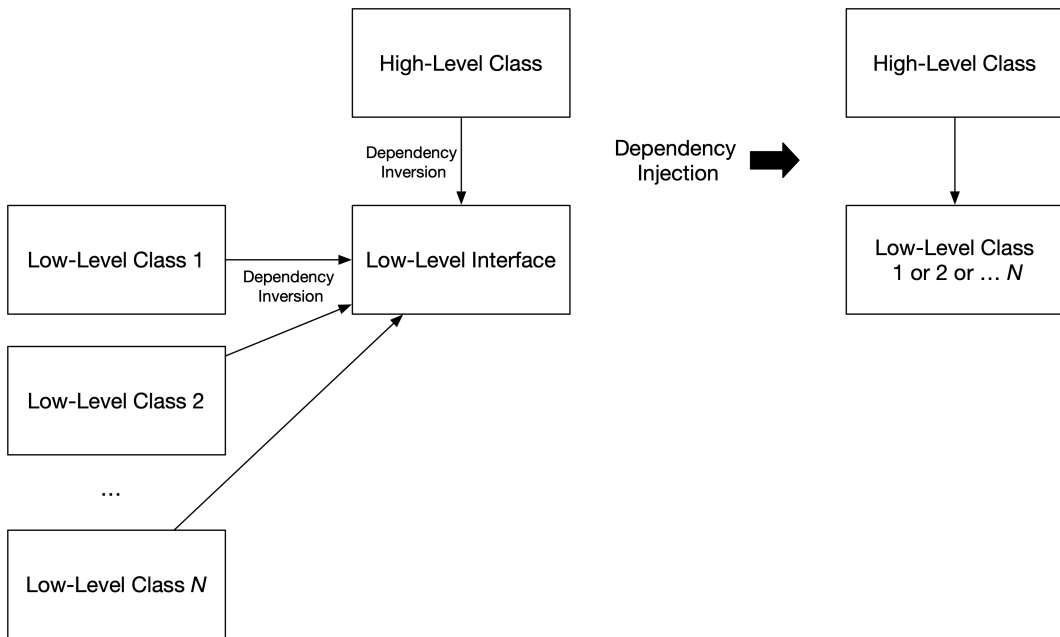 High-Level Class
High-Level Class
Dependency
Inversion
Dependency
Injection
Low-Level Class 1
Dependency
Inversion
Low-Level Interface
Low-Level Class
1 or 2 or … N
Low-Level Class 2
…
Low-Level Class N